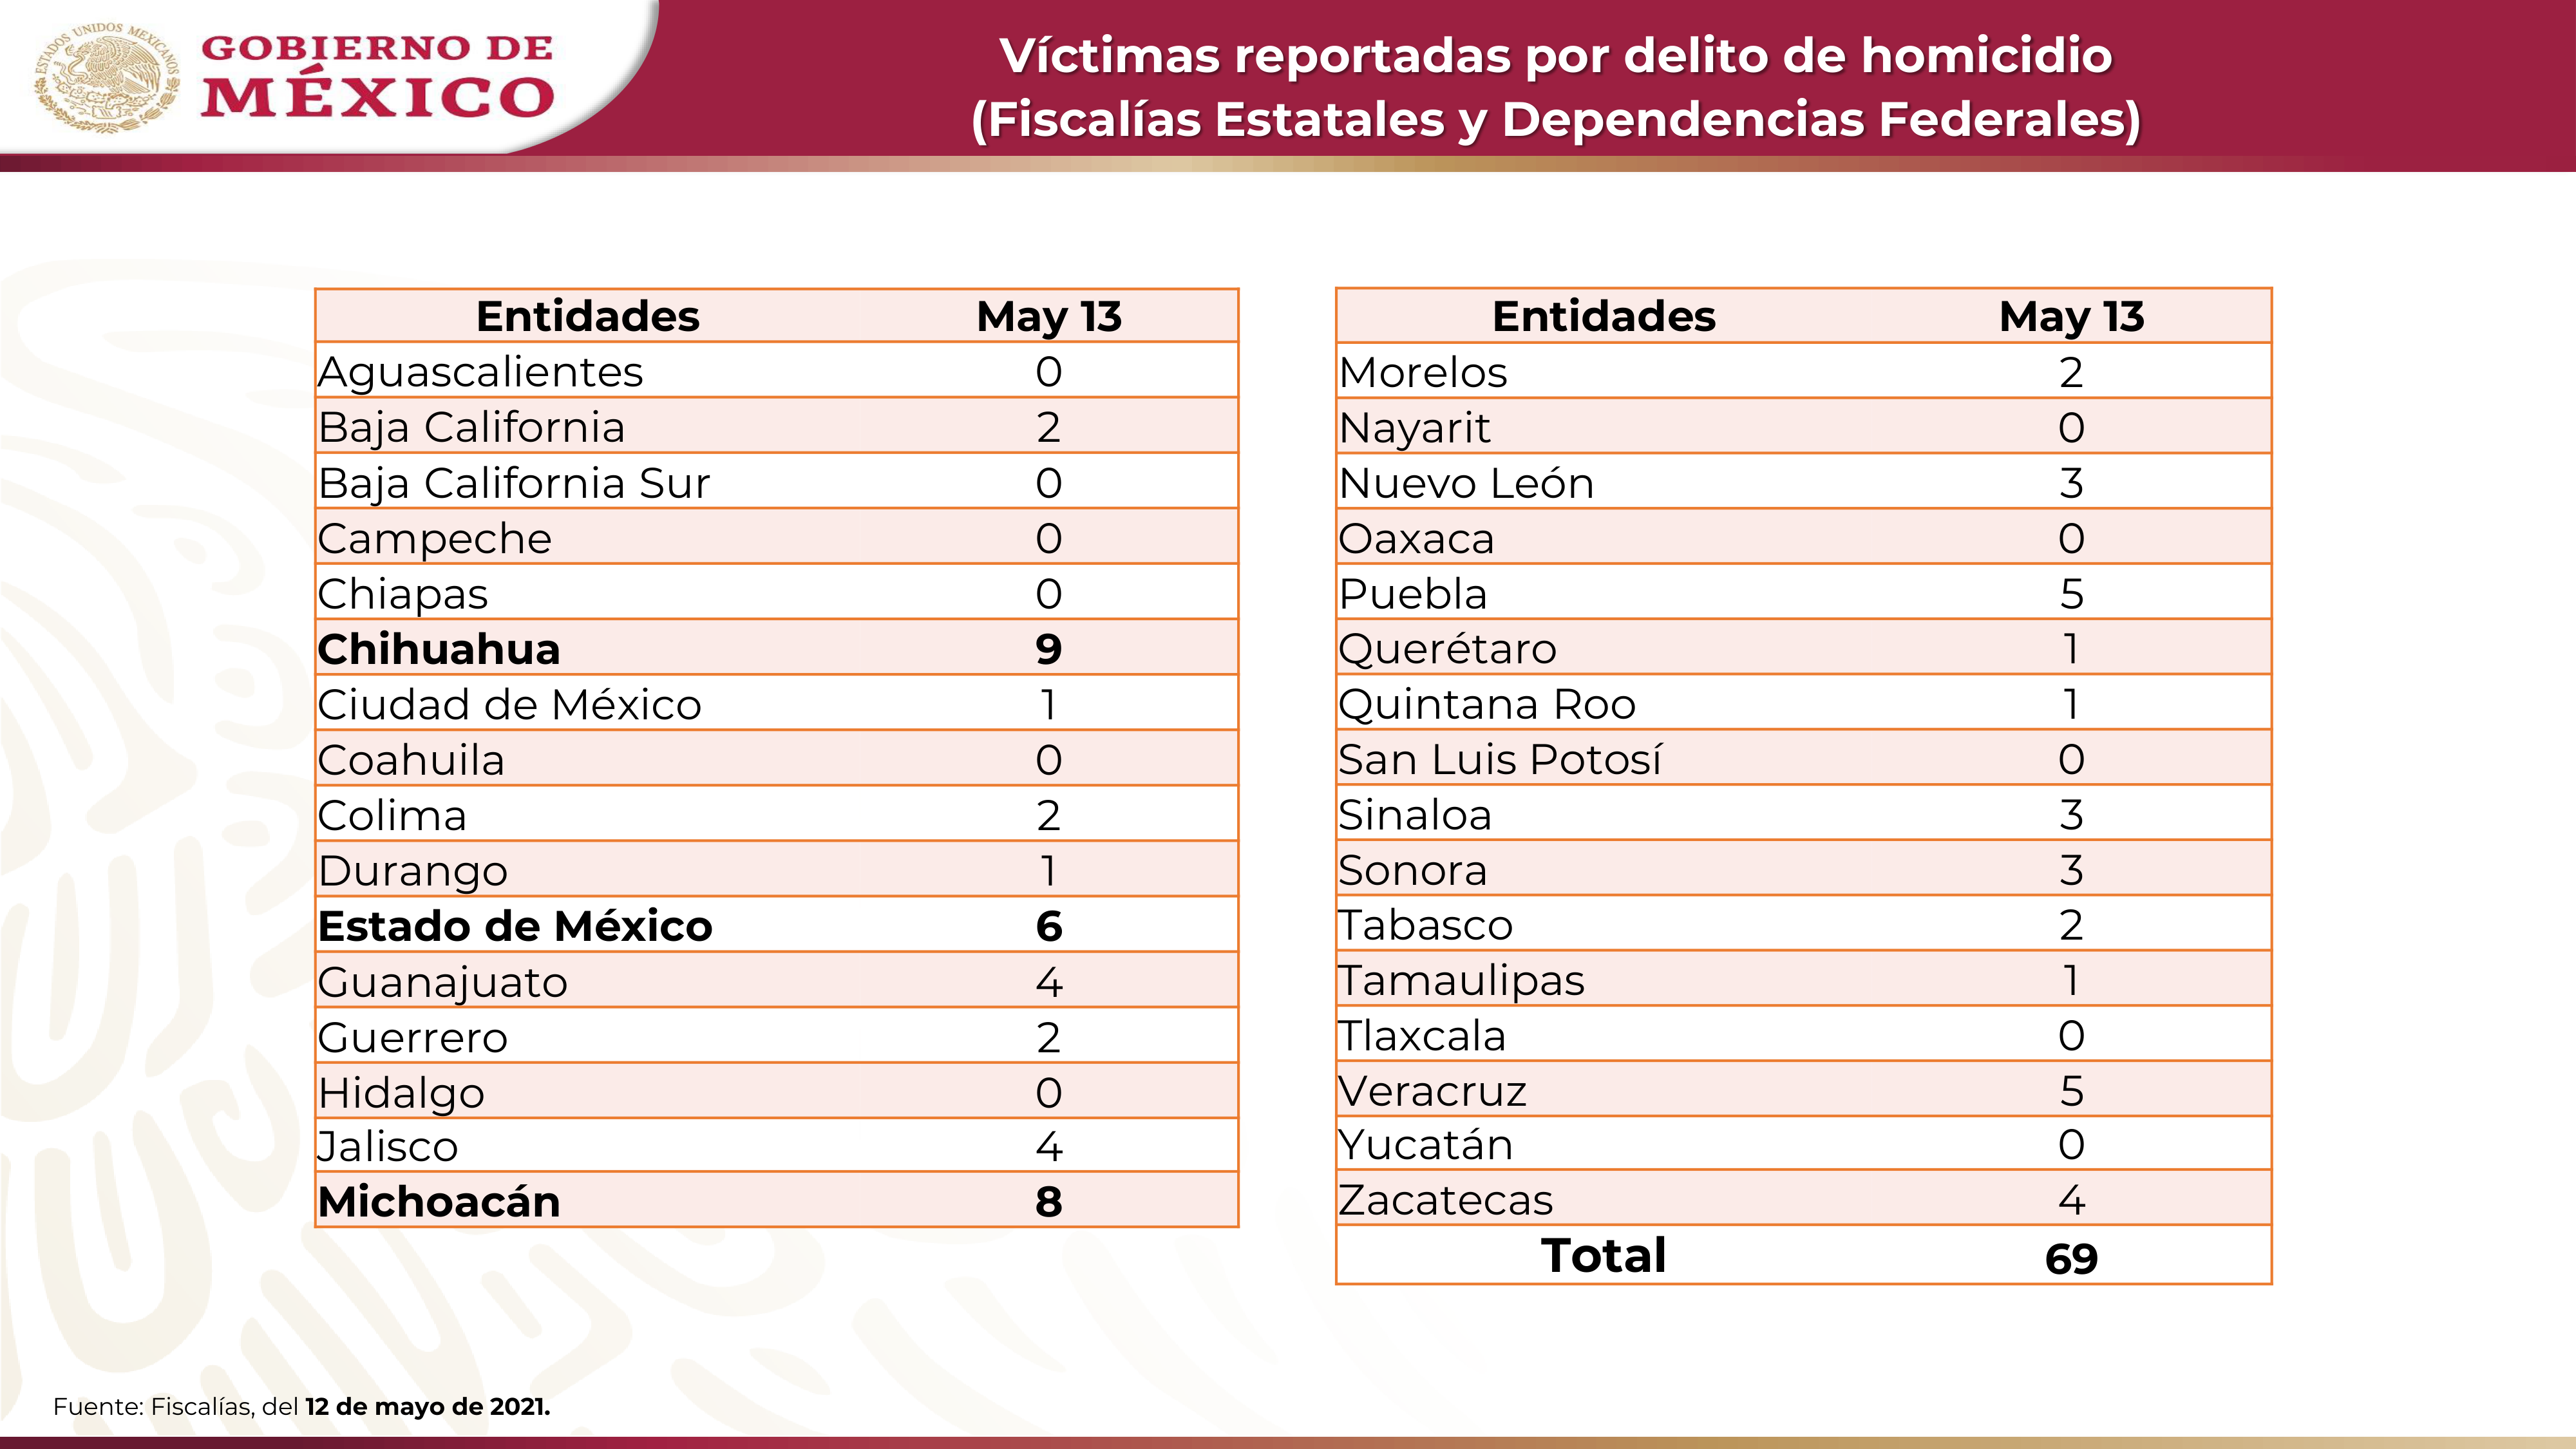 ESTADOS UNIDOS MEXICANOS
GOBIERNO DE
MÉXICO
Víctimas reportadas por delito de homicidio
(Fiscalías Estatales y Dependencias Federales)
Entidades May 13
Aguascalientes 0
Baja California 2
Baja California Sur 0
Campeche 0
Chiapas 0
Chihuahua 9
Ciudad de México 1
Coahuila 0
Colima 2
Durango 1
Estado de México 6
Guanajuato 4
Guerrero 2
Hidalgo 0
Jalisco 4
Michoacán 8
Entidades May 13
Morelos 2
Nayarit 0
Nuevo León 3
Oaxaca 0
Puebla 5
Querétaro 1
Quintana Roo 1
San Luis Potosí 0
Sinaloa 3
Sonora 3
Tabasco 2
Tamaulipas 1
Tlaxcala 0
Veracruz 5
Yucatán 0
Zacatecas 4
Total 69
Fuente: Fiscalías, del 12 de mayo de 2021.